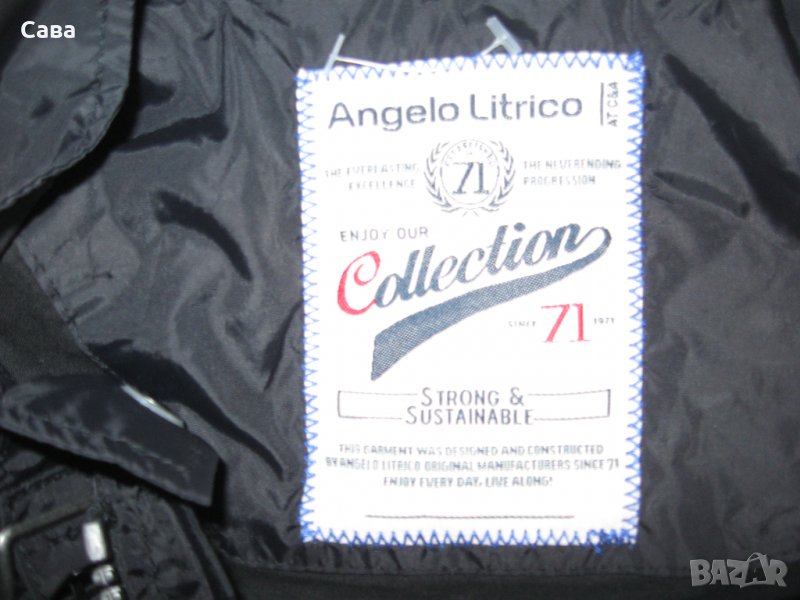 Сава
Angelo Litrico
AT C&A
THE EVERLASTING EXCELLENCE
71
THE NEVERENDING PROGRESSION
ENJOY OUR
Collection
SINCE 71 1971
STRONG &
SUSTAINABLE
THIS GARMENT WAS DESIGNED AND CONSTRUCTED
BY ANGELO LITRICO ORIGINAL MANUFACTURERS SINCE 71
ENJOY EVERY DAY, LIVE ALONG!
BAZAR